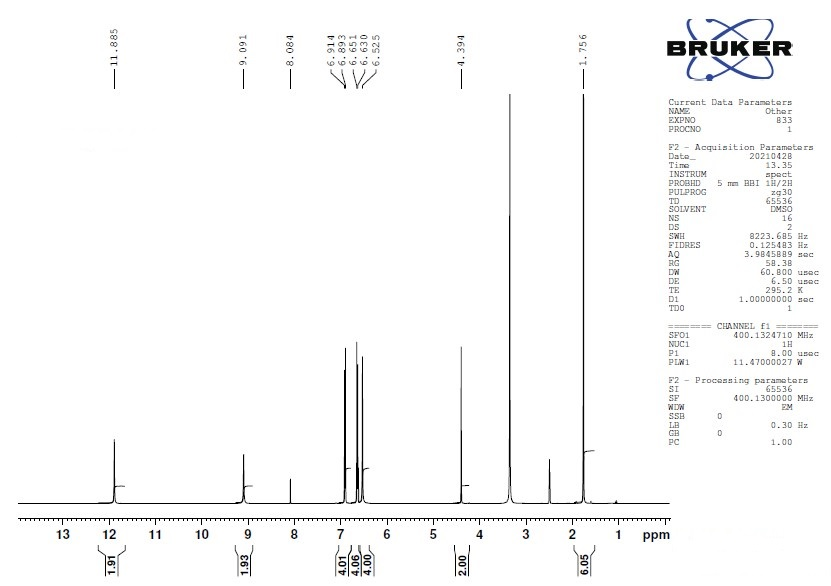 11.885
9.091
8.084
6.914
6.893
6.651
6.630
6.525
4.394
1.756
BRUKER
Current Data Parameters
NAME Other
EXPNO 833
PROCNO 1
F2 - Acquisition Parameters
Date_ 20210428
Time 13.35
INSTRUM spect
PROBHD 5 mm BBI 1H/2H
PULPROG zg30
TD 65536
SOLVENT DMSO
NS 16
DS 2
SWH 8223.685 Hz
FIDRES 0.125483 Hz
AQ 3.9845889 sec
RG 58.38
DW 60.800 usec
DE 6.50 usec
TE 295.2 K
D1 1.00000000 sec
TD0 1
======== CHANNEL f1 ========
SFO1 400.1324710 MHz
NUC1 1H
P1 8.00 usec
PLW1 11.47000027 W
F2 - Processing parameters
SI 65536
SF 400.1300000 MHz
WDW EM
SSB 0
LB 0.30 Hz
GB 0
PC 1.00
13 12 11 10 9 8 7 6 5 4 3 2 1 ppm
1.91
1.93
4.01
4.06
4.00
2.00
6.05